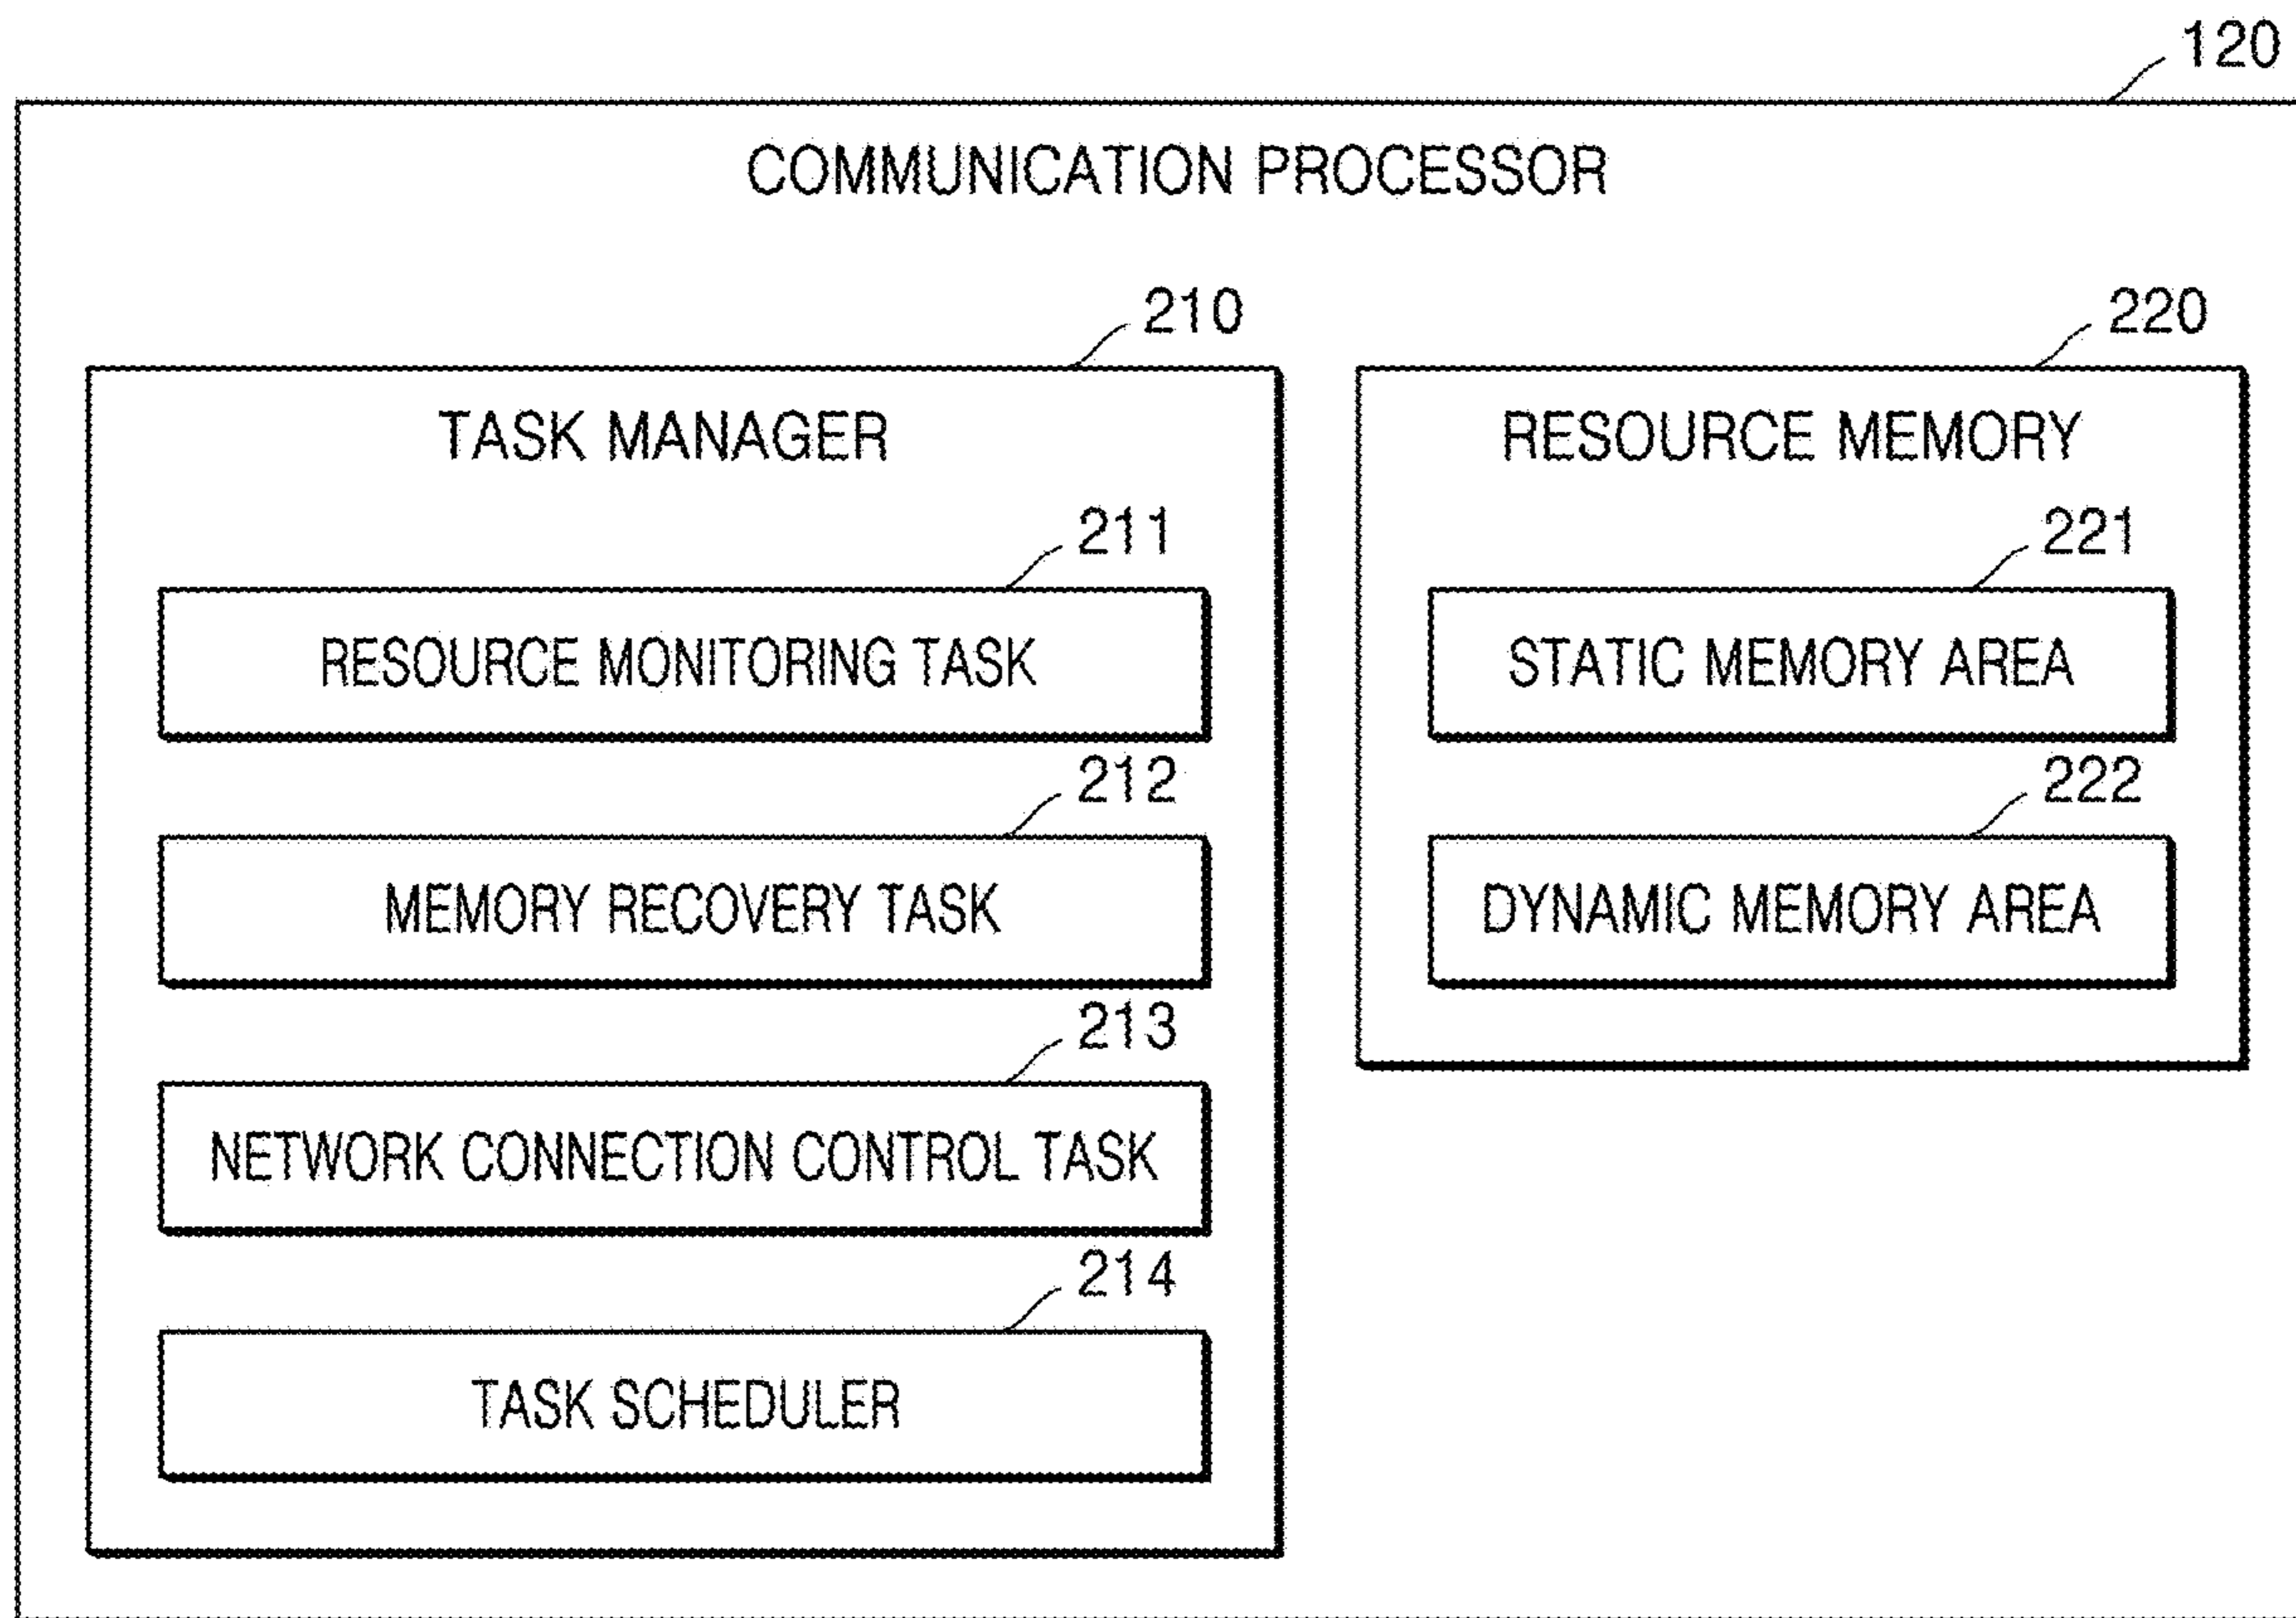 120
COMMUNICATION PROCESSOR
210
TASK MANAGER
211
RESOURCE MONITORING TASK
212
MEMORY RECOVERY TASK
213
NETWORK CONNECTION CONTROL TASK
214
TASK SCHEDULER
220
RESOURCE MEMORY
221
STATIC MEMORY AREA
222
DYNAMIC MEMORY AREA